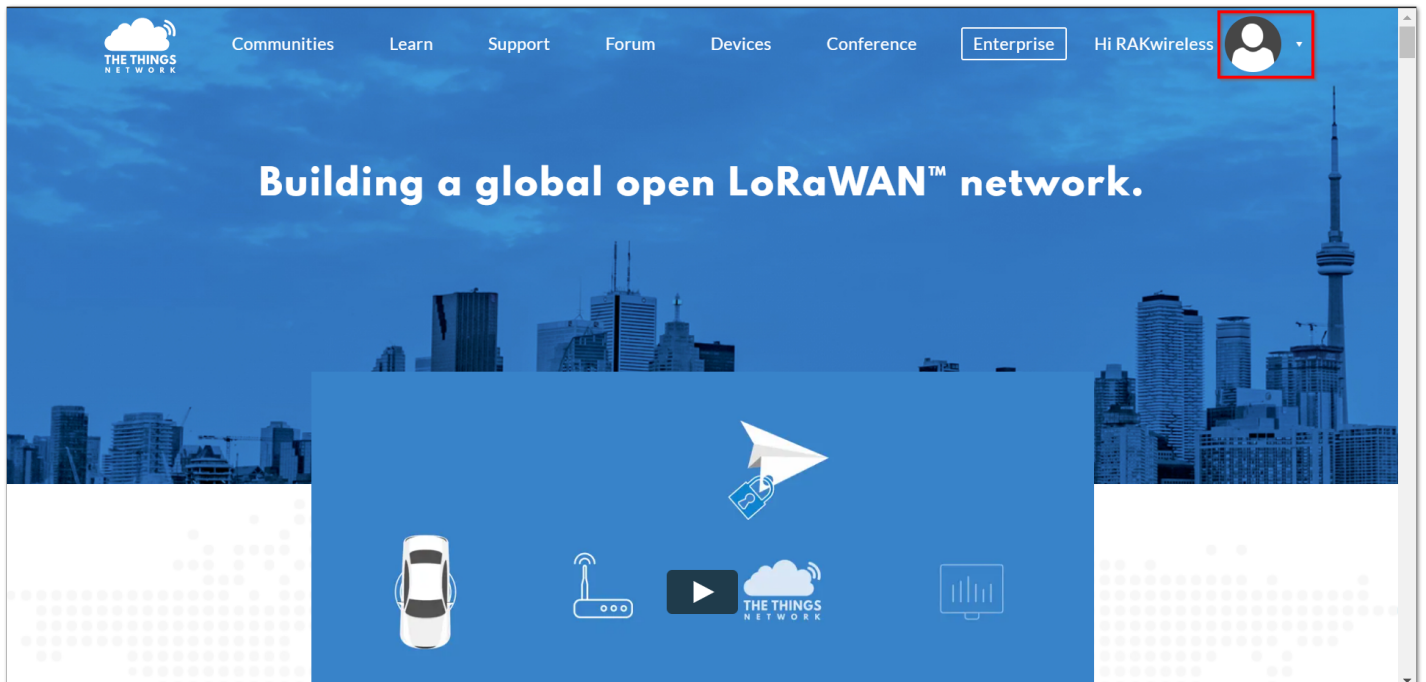 THE THINGS
NETWORK
Communities Learn Support Forum Devices Conference Enterprise Hi RAKwireless
Building a global open LoRaWAN™ network.
THE THINGS
NETWORK